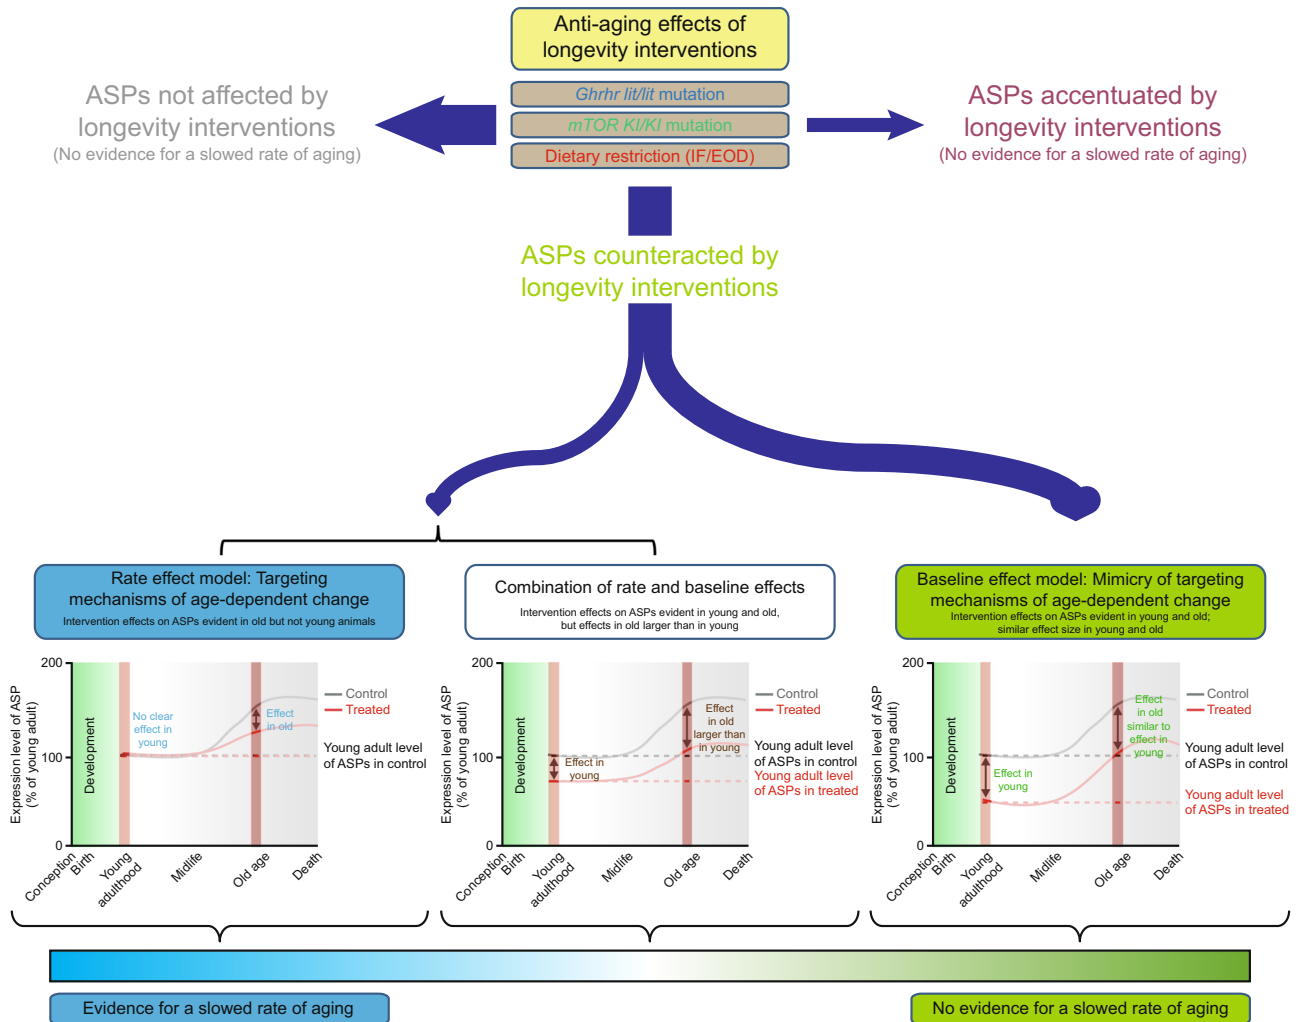 Anti-aging effects of
longevity interventions
Ghrhr lit/lit mutation
mTOR KI/KI mutation
Dietary restriction (IF/EOD)
ASPs not affected by
longevity interventions
(No evidence for a slowed rate of aging)
ASPs accentuated by
longevity interventions
(No evidence for a slowed rate of aging)
ASPs counteracted by
longevity interventions
Rate effect model: Targeting
mechanisms of age-dependent change
Intervention effects on ASPs evident in old but not young animals
Combination of rate and baseline effects
Intervention effects on ASPs evident in young and old,
but effects in old larger than in young
Baseline effect model: Mimicry of targeting
mechanisms of age-dependent change
Intervention effects on ASPs evident in young and old;
similar effect size in young and old
Expression level of ASP
(% of young adult)
200
100
0
Development
No clear
effect in
young
Effect
in old
Control
Treated
Young adult level
of ASPs in control
Conception
Birth
Young
adulthood
Midlife
Old age
Death
Expression level of ASP
(% of young adult)
200
100
0
Development
Effect in
young
Effect
in old
larger than
in young
Control
Treated
Young adult level
of ASPs in control
Young adult level
of ASPs in treated
Conception
Birth
Young
adulthood
Midlife
Old age
Death
Expression level of ASP
(% of young adult)
200
100
0
Development
Effect in
young
Effect
in old
similar to
effect in
young
Control
Treated
Young adult level
of ASPs in control
Young adult level
of ASPs in treated
Conception
Birth
Young
adulthood
Midlife
Old age
Death
Evidence for a slowed rate of aging
No evidence for a slowed rate of aging